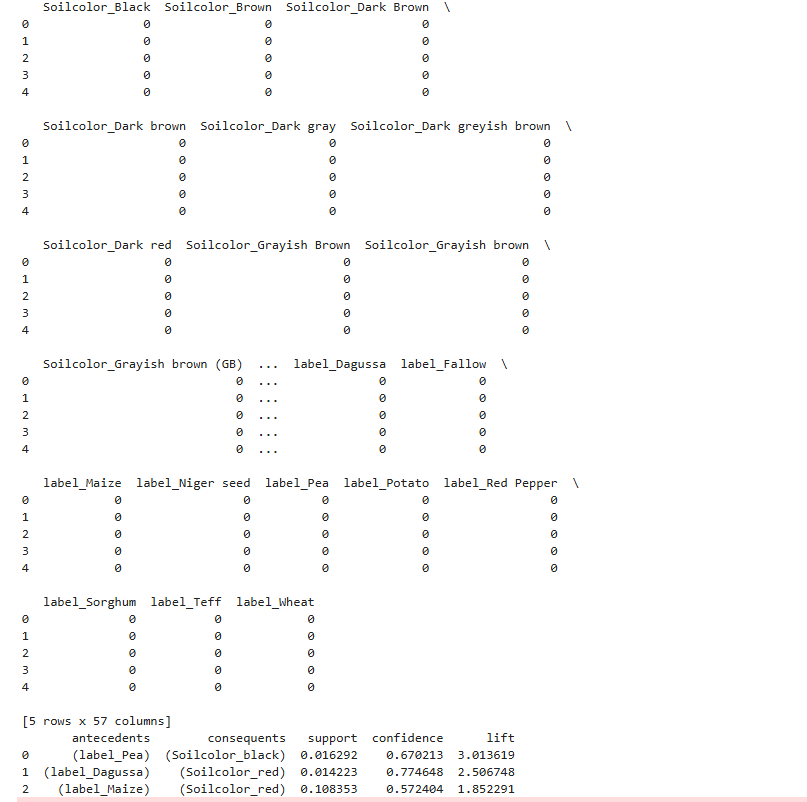 Soilcolor_Black  Soilcolor_Brown  Soilcolor_Dark Brown  \
0                0                0                     0
1                0                0                     0
2                0                0                     0
3                0                0                     0
4                0                0                     0
Soilcolor_Dark brown  Soilcolor_Dark gray  Soilcolor_Dark greyish brown  \
0                     0                    0                             0
1                     0                    0                             0
2                     0                    0                             0
3                     0                    0                             0
4                     0                    0                             0
Soilcolor_Dark red  Soilcolor_Grayish Brown  Soilcolor_Grayish brown  \
0                   0                        0                        0
1                   0                        0                        0
2                   0                        0                        0
3                   0                        0                        0
4                   0                        0                        0
Soilcolor_Grayish brown (GB)  ...  label_Dagussa  label_Fallow  \
0                             0  ...              0             0
1                             0  ...              0             0
2                             0  ...              0             0
3                             0  ...              0             0
4                             0  ...              0             0
label_Maize  label_Niger seed  label_Pea  label_Potato  label_Red Pepper  \
0            0                 0          0             0                 0
1            0                 0          0             0                 0
2            0                 0          0             0                 0
3            0                 0          0             0                 0
4            0                 0          0             0                 0
label_Sorghum  label_Teff  label_Wheat
0              0           0            0
1              0           0            0
2              0           0            0
3              0           0            0
4              0           0            0
[5 rows x 57 columns]
antecedents        consequents   support  confidence      lift
0      (label_Pea)  (Soilcolor_black)  0.016292    0.670213  3.013619
1  (label_Dagussa)    (Soilcolor_red)  0.014223    0.774648  2.506748
2    (label_Maize)    (Soilcolor_red)  0.108353    0.572404  1.852291